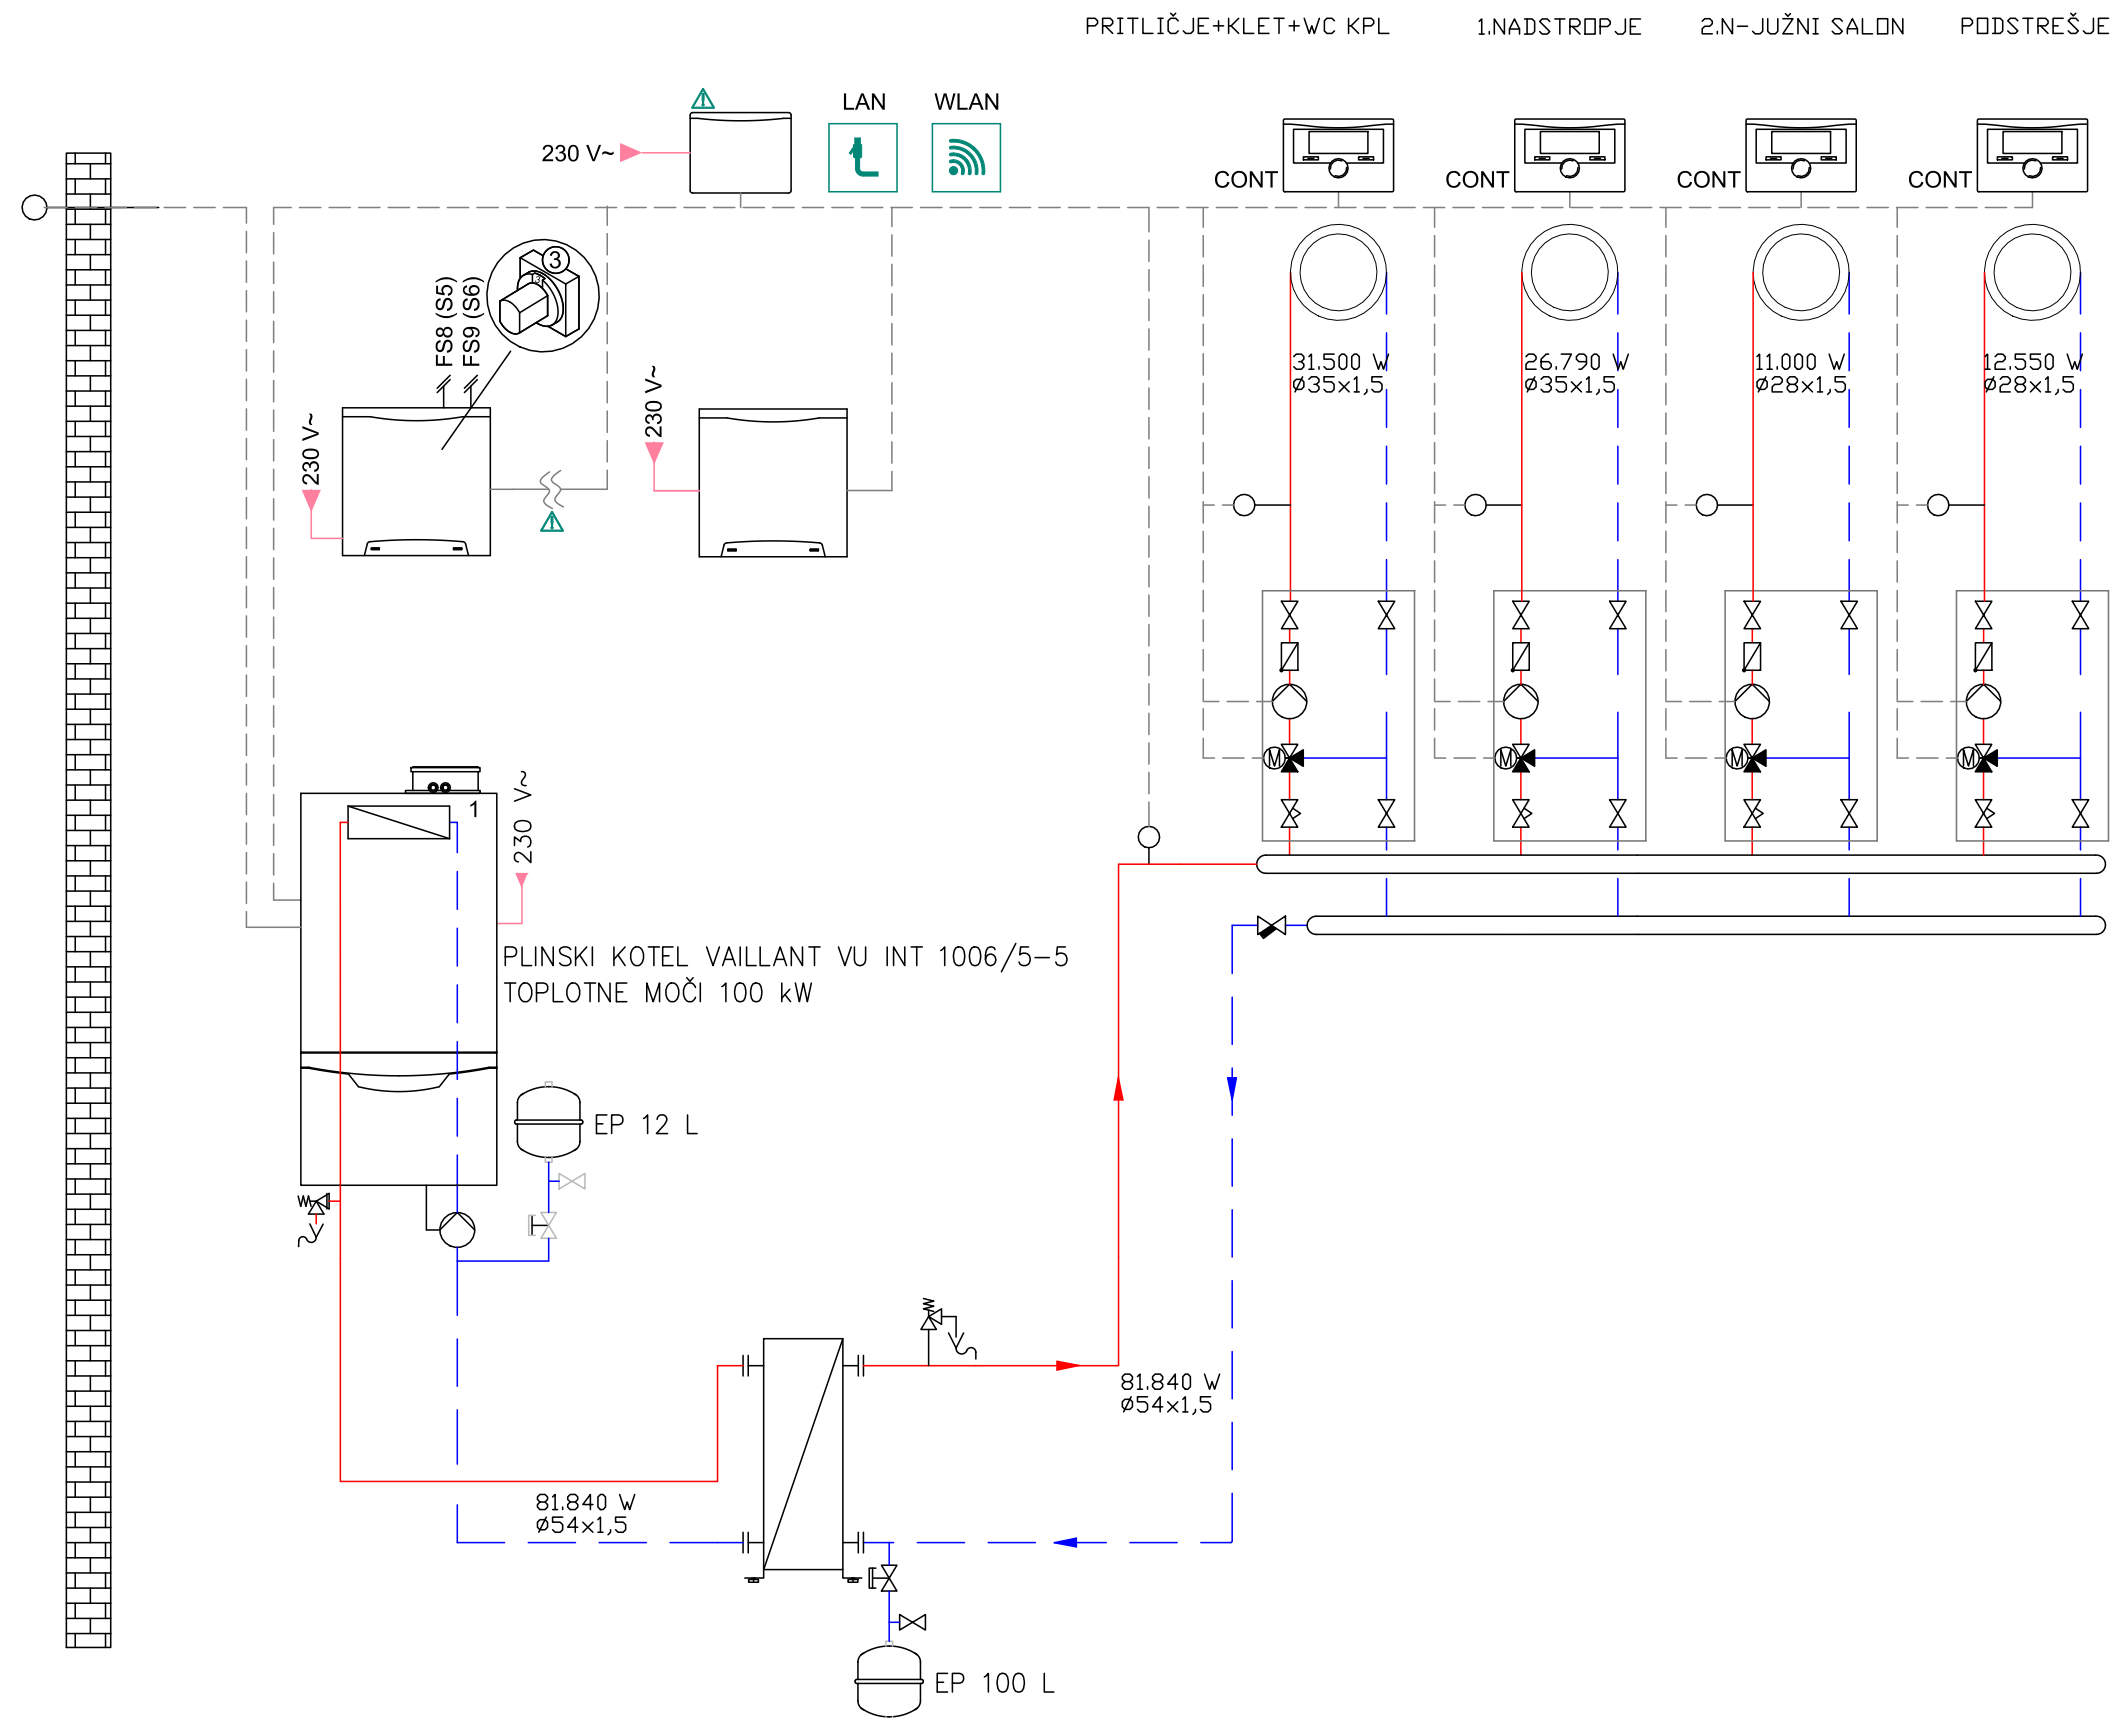 PRITLIČJE+KLET+WC KPL
1.NADSTROPJE
2.N-JUŽNI SALON
PODSTREŠJE
LAN
WLAN
230 V~
CONT
CONT
CONT
CONT
3
3
FS8 (S5)
FS9 (S6)
230 V~
230 V~
31.500 W
ø35x1,5
26.790 W
ø35x1,5
11.000 W
ø28x1,5
12.550 W
ø28x1,5
M
M
M
M
1
230 V~
PLINSKI KOTEL VAILLANT VU INT 1006/5-5
TOPLOTNE MOČI 100 kW
EP 12 L
81.840 W
ø54x1,5
81.840 W
ø54x1,5
EP 100 L